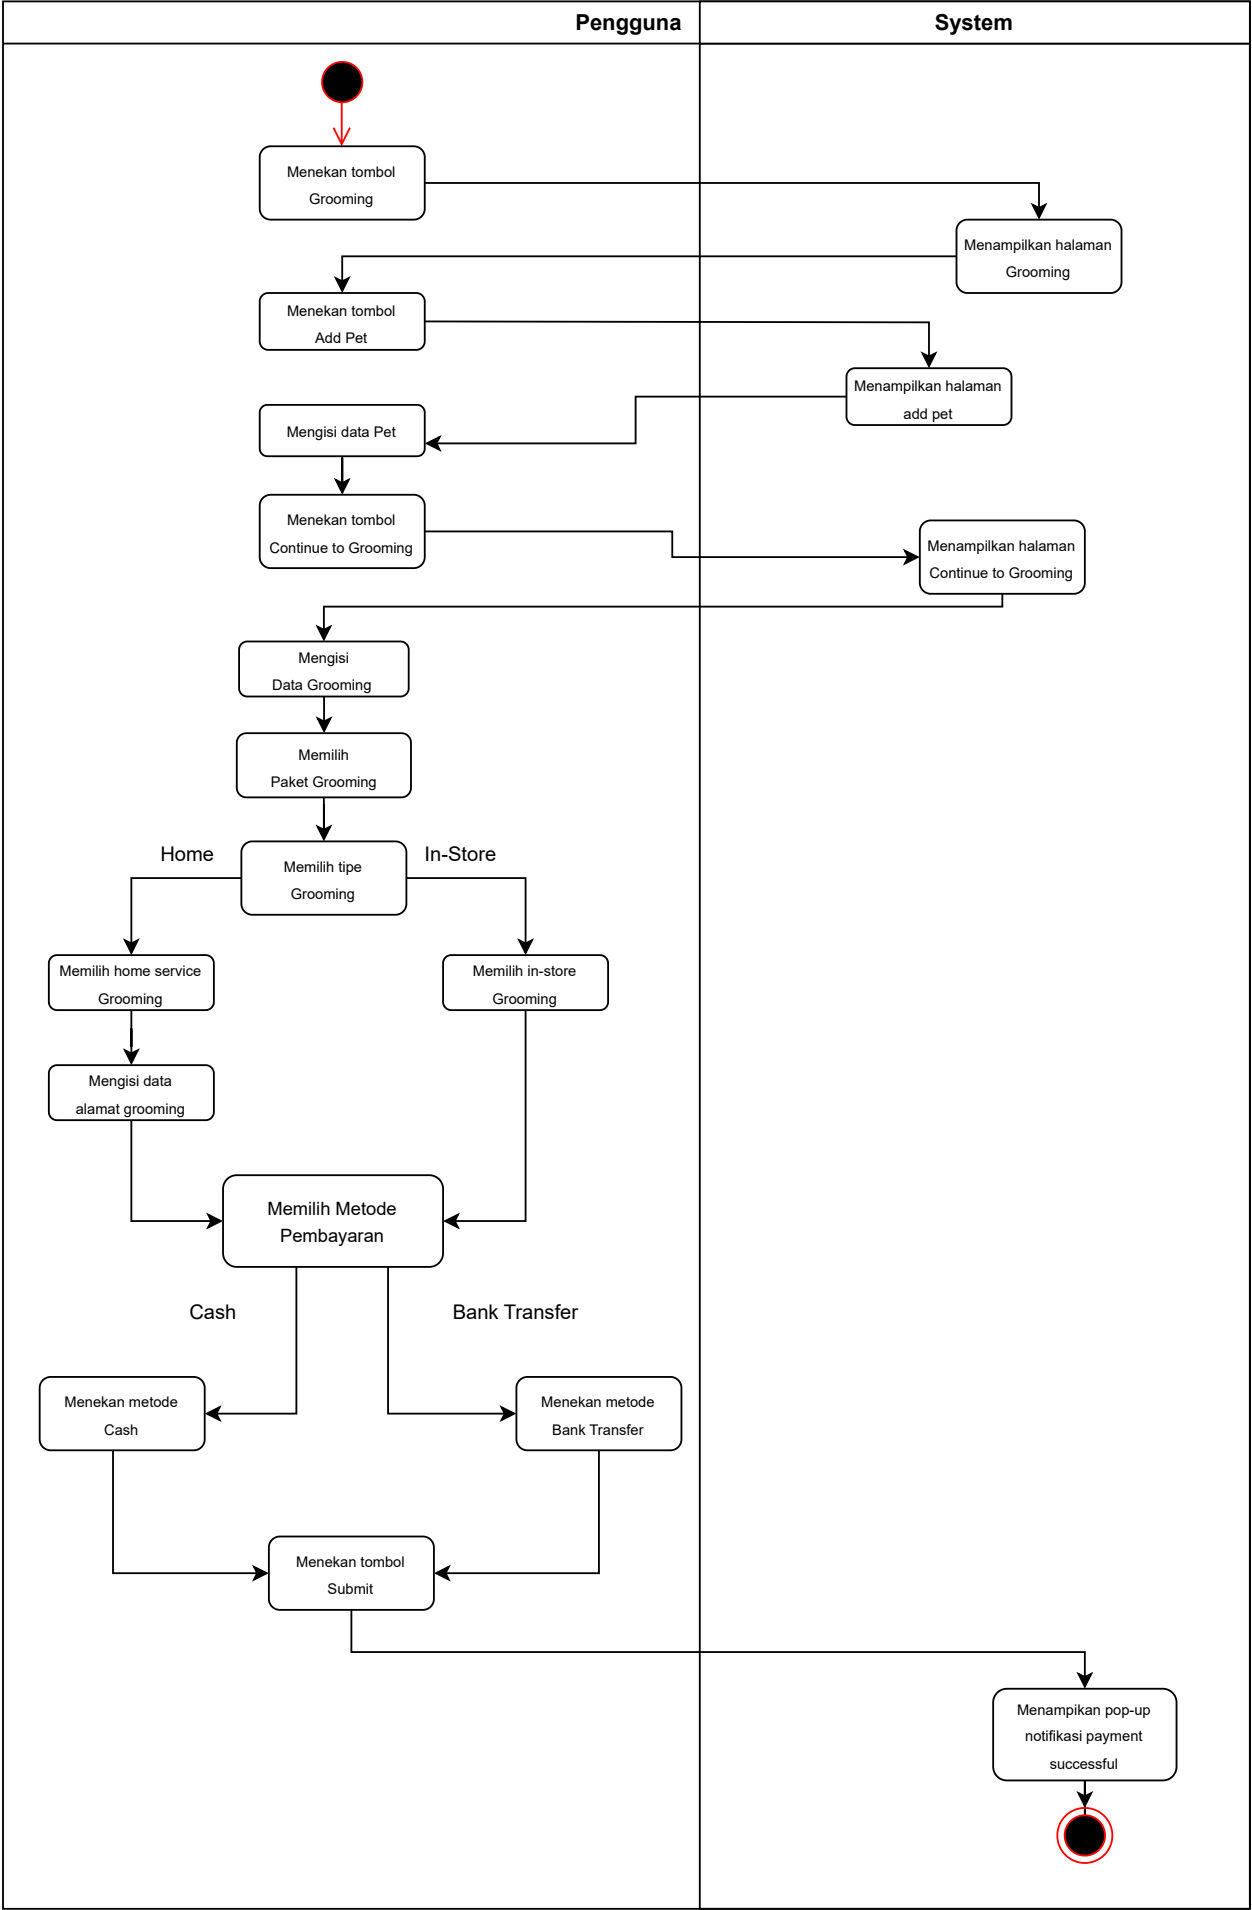 Pengguna
System
Menekan tombol
Grooming
Menampilkan halaman
Grooming
Menekan tombol
Add Pet
Menampilkan halaman
add pet
Mengisi data Pet
Menekan tombol
Continue to Grooming
Menampilkan halaman
Continue to Grooming
Mengisi
Data Grooming
Memilih
Paket Grooming
Home
In-Store
Memilih tipe
Grooming
Memilih home service
Grooming
Memilih in-store
Grooming
Mengisi data
alamat grooming
Memilih Metode
Pembayaran
Cash
Bank Transfer
Menekan metode
Cash
Menekan metode
Bank Transfer
Menekan tombol
Submit
Menampikan pop-up
notifikasi payment
successful